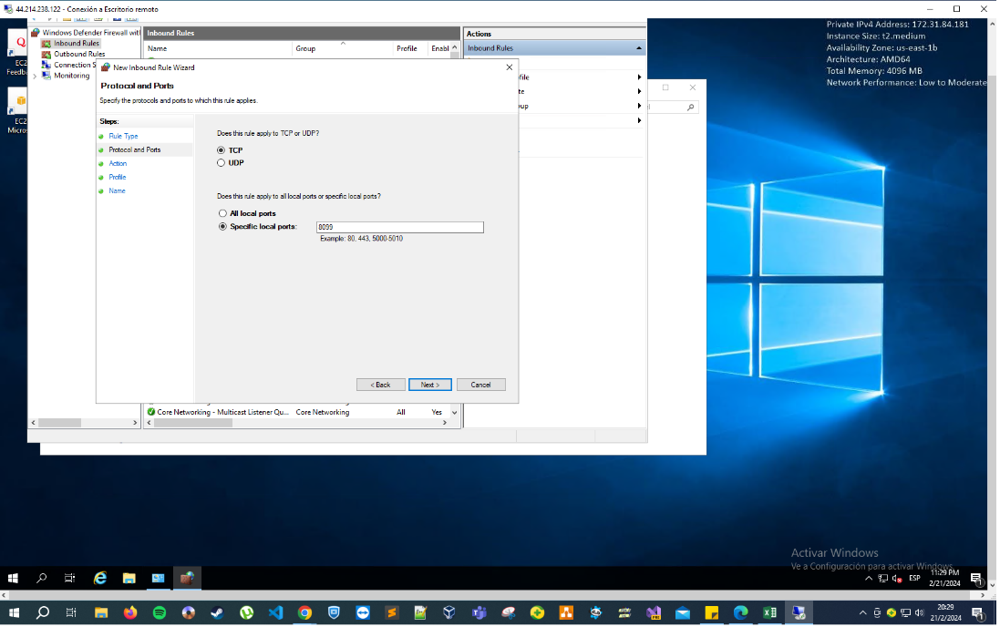 44.214.238.122 - Conexión a Escritorio remoto
Private IPv4 Address: 172.31.84.181
Instance Size: t2.medium
Availability Zone: us-east-1b
Architecture: AMD64
Total Memory: 4096 MB
Network Performance: Low to Moderate
EC2
Feedb
EC2
Micros
Windows Defender Firewall wit
Inbound Rules
Outbound Rules
Connection S
Monitoring
Inbound Rules
Name
Group
Profile
Enabl
Actions
Inbound Rules
New Inbound Rule Wizard
Protocol and Ports
Specify the protocols and ports to which this rule applies.
Steps:
Rule Type
Protocol and Ports
Action
Profile
Name
Does this rule apply to TCP or UDP?
TCP
UDP
Does this rule apply to all local ports or specific local ports?
All local ports
Specific local ports:
8099
Example: 80, 443, 5000-5010
< Back
Next >
Cancel
Core Networking - Multicast Listener Qu...
Core Networking
All
Yes
Activar Windows
Ve a Configuración para activar Windows.
ESP
11:29 PM
2/21/2024
20:29
21/2/2024